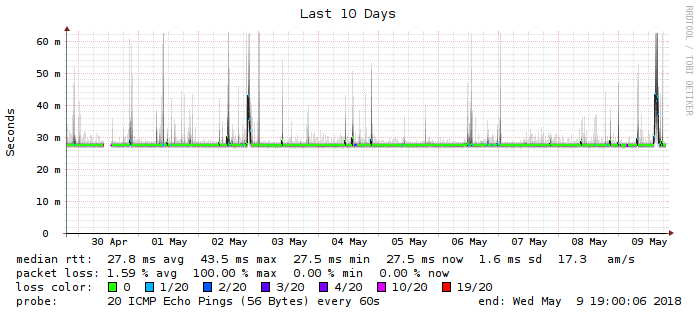 Last 10 Days
RRDTOOL / TOBI OETIKER
Seconds
60 m
50 m
40 m
30 m
20 m
10 m
0
30 Apr 01 May 02 May 03 May 04 May 05 May 06 May 07 May 08 May 09 May
median rtt: 27.8 ms avg 43.5 ms max 27.5 ms min 27.5 ms now 1.6 ms sd 17.3 am/s
packet loss: 1.59 % avg 100.00 % max 0.00 % min 0.00 % now
loss color: 0 1/20 2/20 3/20 4/20 10/20 19/20
probe: 20 ICMP Echo Pings (56 Bytes) every 60s end: Wed May 9 19:00:06 2018